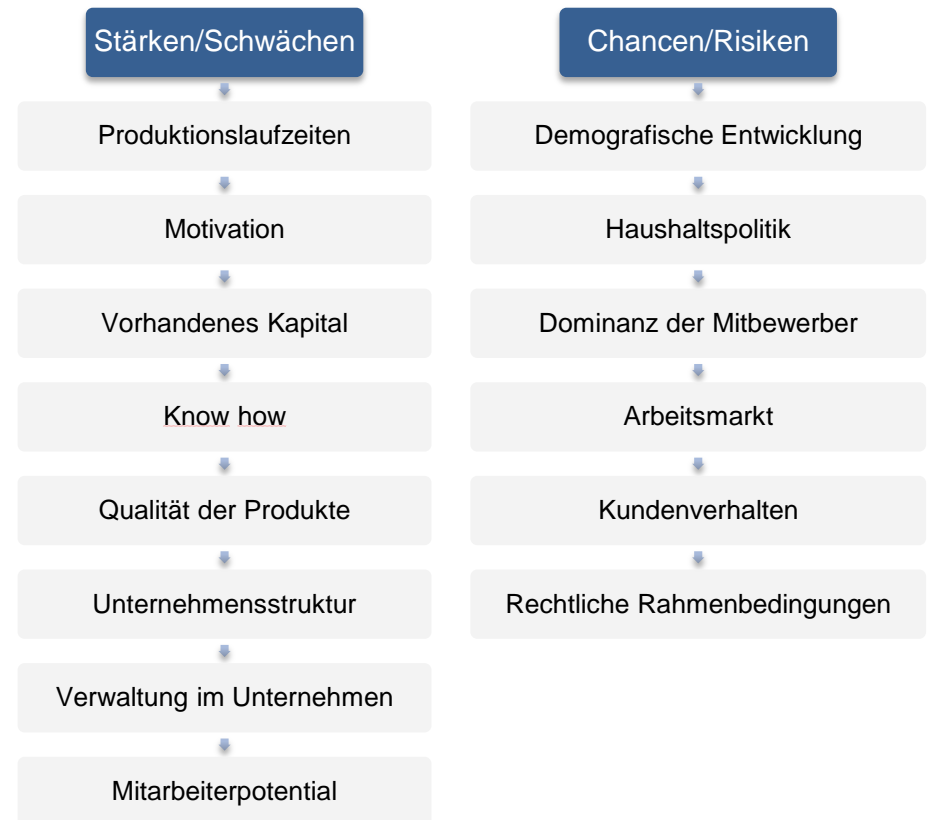 Stärken/Schwächen
Produktionslaufzeiten
Motivation
Vorhandenes Kapital
Know how
Qualität der Produkte
Unternehmensstruktur
Verwaltung im Unternehmen
Mitarbeiterpotential
Chancen/Risiken
Demografische Entwicklung
Haushaltspolitik
Dominanz der Mitbewerber
Arbeitsmarkt
Kundenverhalten
Rechtliche Rahmenbedingungen